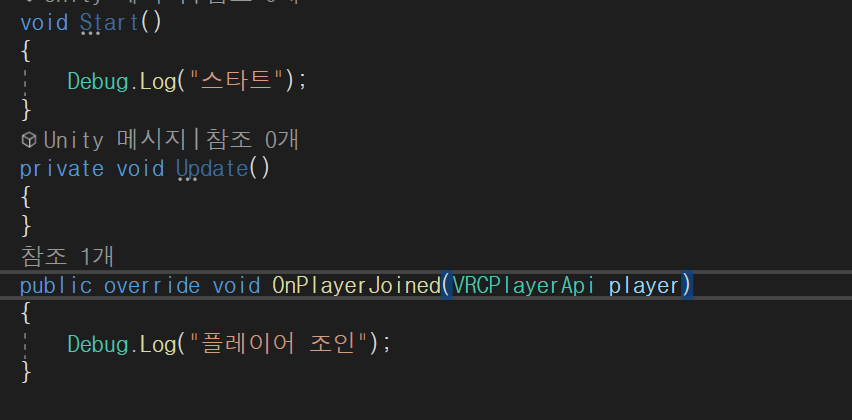 void Start()
{
Debug.Log("스타트");
}
Unity 메시지|참조 0개
private void Update()
{
}
참조 1개
public override void OnPlayerJoined(VRCPlayerApi player)
{
Debug.Log("플레이어 조인");
}